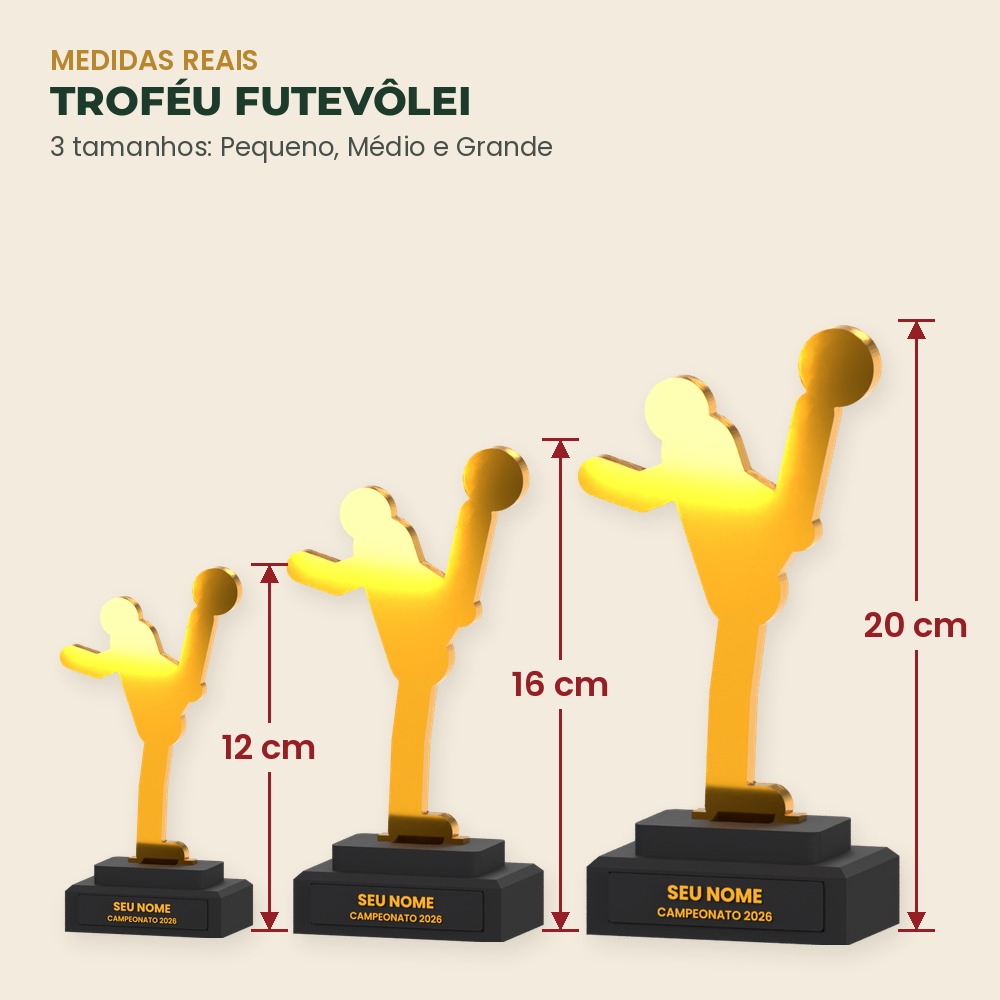 MEDIDAS REAIS
TROFÉU FUTEVÔLEI
3 tamanhos: Pequeno, Médio e Grande
20 cm
16 cm
12 cm
SEU NOME
CAMPEONATO 2026
SEU NOME
CAMPEONATO 2026
SEU NOME
CAMPEONATO 2026